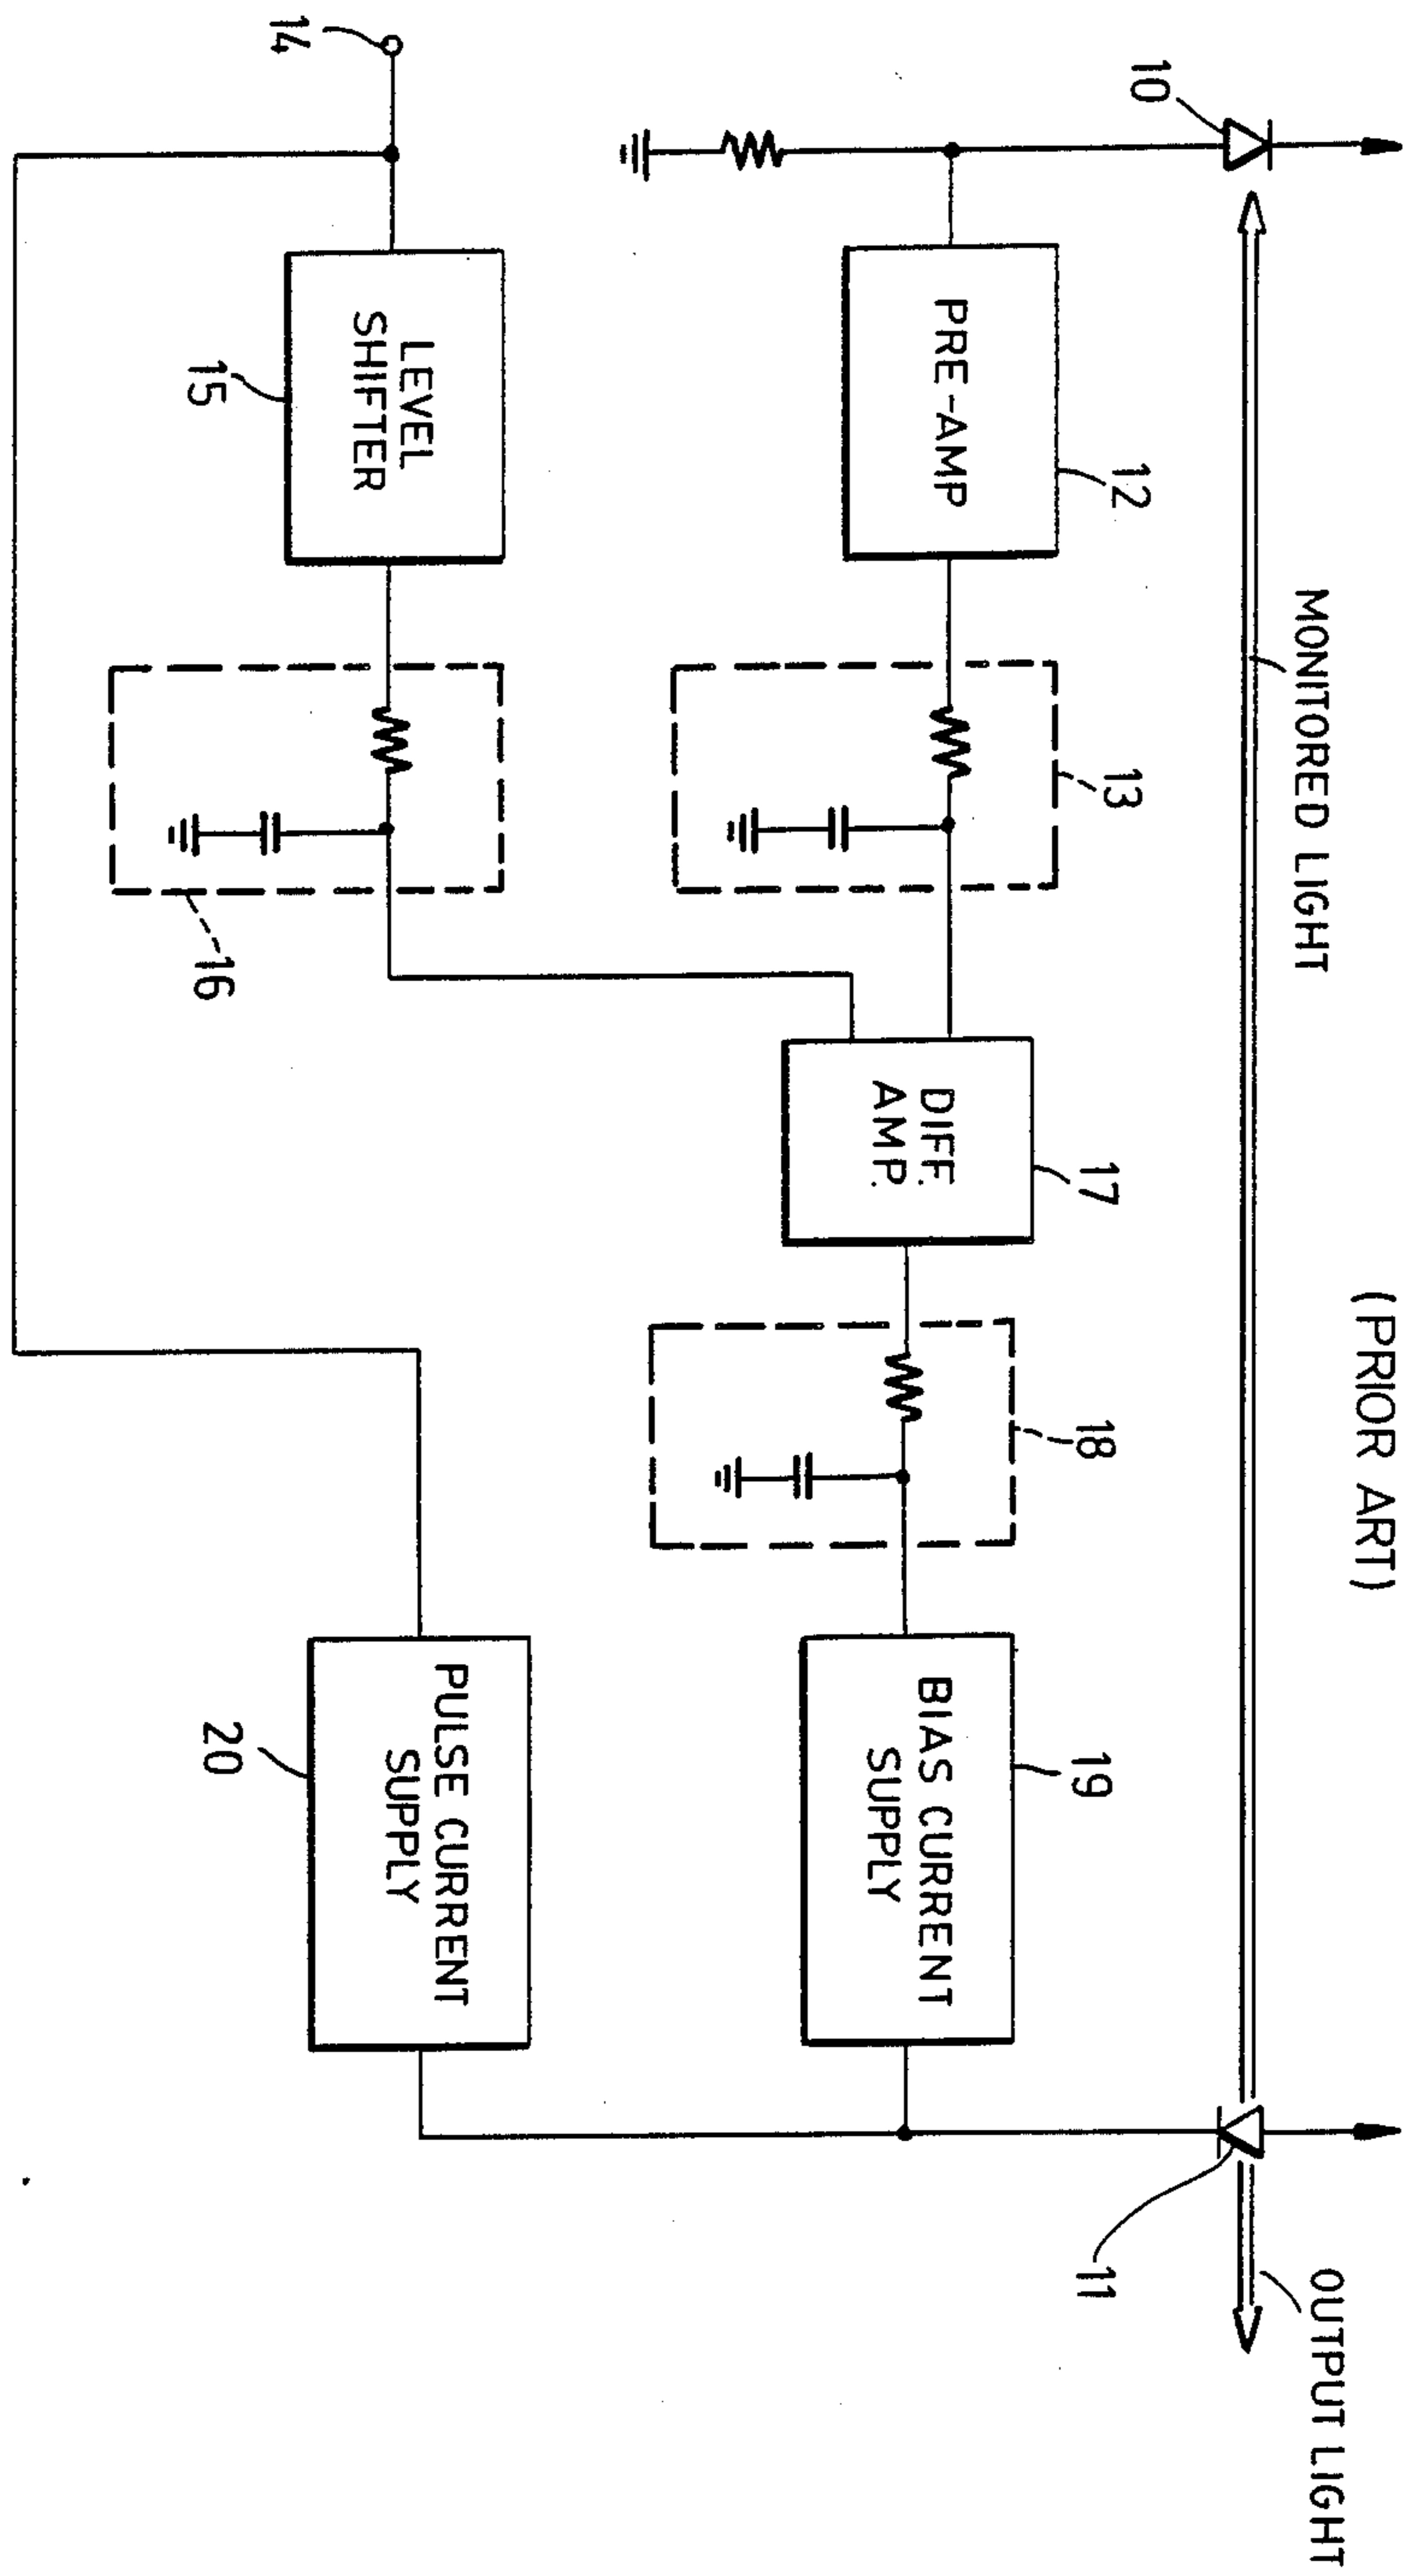 (PRIOR ART)
MONITORED LIGHT
OUTPUT LIGHT
10
11
PRE-AMP
12
13
DIFF.
AMP.
17
18
BIAS CURRENT
SUPPLY
19
14
LEVEL
SHIFTER
15
16
PULSE CURRENT
SUPPLY
20